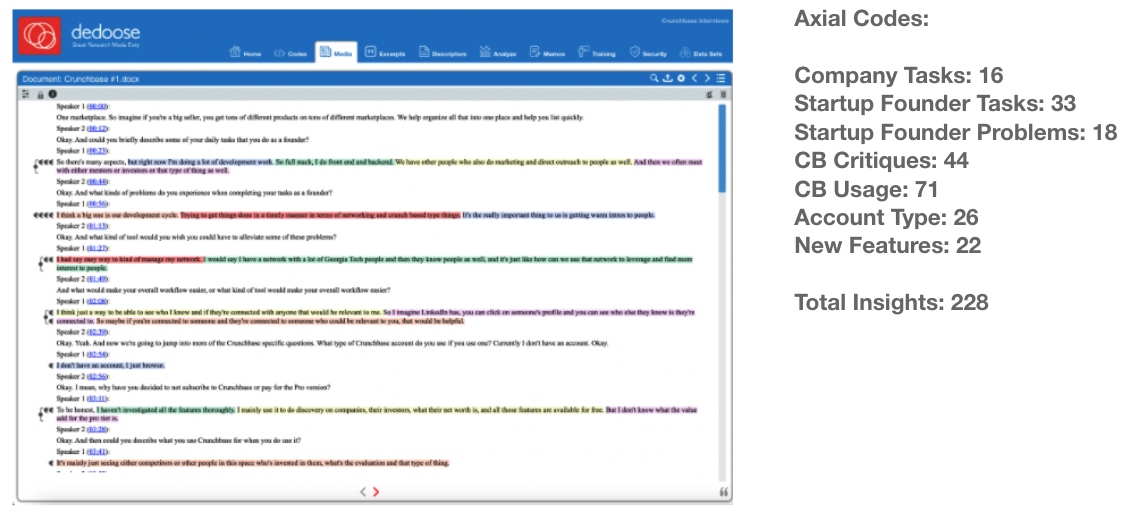 dedoose
Great Research Made Easy
Crunchbase Interviews
Home
Codes
Media
Excerpts
Descriptors
Analyze
Memos
Training
Security
Data Sets
Document: Crunchbase #1.docx
Speaker 1 (00:00):
One marketplace. So imagine if you're a big seller, you get tons of different products on tons of different marketplaces. We help organize all that into one place and help you list quickly.
Speaker 2 (00:12):
Okay. And could you briefly describe some of your daily tasks that you do as a founder?
Speaker 1 (00:23):
So there's many aspects, but right now I'm doing a lot of development work. So full stack, I do front end and backend. We have other people who also do marketing and direct outreach to people as well. And then we often meet
with either mentors or investors or that type of thing as well.
Speaker 2 (00:44):
Okay. And what kinds of problems do you experience when completing your tasks as a founder?
Speaker 1 (00:56):
I think a big one is our development cycle. Trying to get things done in a timely manner in terms of networking and crunch based type things. It's the really important thing to us is getting warm intros to people.
Speaker 2 (01:13):
Okay. And what kind of tool would you wish you could have to alleviate some of these problems?
Speaker 1 (01:27):
I had say easy way to kind of manage my network. I would say I have a network with a lot of Georgia Tech people and then they know people as well, and it's just like how can we use that network to leverage and find more
interest to people.
Speaker 2 (01:49):
And what would make your overall workflow easier, or what kind of tool would make your overall workflow easier?
Speaker 1 (02:08):
I think just a way to be able to see who I know and if they're connected with anyone that would be relevant to me. So I imagine LinkedIn has, you can click on someone's profile and you can see who else they know is they're
connected to. So maybe if you're connected to someone and they're connected to someone who could be relevant to you, that would be helpful.
Speaker 2 (02:39):
Okay. Yeah. And now we're going to jump into more of the Crunchbase specific questions. What type of Crunchbase account do you use if you use one? Currently I don't have an account. Okay.
Speaker 1 (02:54):
I don't have an account, I just browse.
Speaker 2 (02:56):
Okay. I mean, why have you decided to not subscribe to Crunchbase or pay for the Pro version?
Speaker 1 (03:11):
To be honest, I haven't investigated all the features thoroughly. I mainly use it to do discovery on companies, their investors, what their net worth is, and all those features are available for free. But I don't know what the value
add for the pro tier is.
Speaker 2 (03:28):
Okay. And then could you describe what you use Crunchbase for when you do use it?
Speaker 1 (03:41):
It's mainly just seeing either competitors or other people in this space who's invested in them, what's the evaluation and that type of thing.
Axial Codes:
Company Tasks: 16
Startup Founder Tasks: 33
Startup Founder Problems: 18
CB Critiques: 44
CB Usage: 71
Account Type: 26
New Features: 22
Total Insights: 228